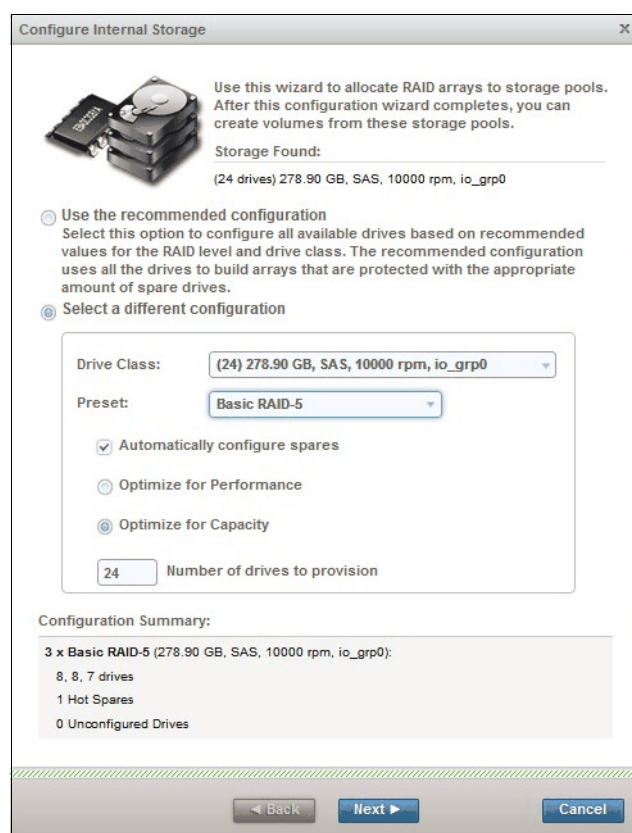 Configure Internal Storage
x
Use this wizard to allocate RAID arrays to storage pools.
After this configuration wizard completes, you can
create volumes from these storage pools.
Storage Found:
(24 drives) 278.90 GB, SAS, 10000 rpm, io_grp0
Use the recommended configuration
Select this option to configure all available drives based on recommended
values for the RAID level and drive class. The recommended configuration
uses all the drives to build arrays that are protected with the appropriate
amount of spare drives.
Select a different configuration
Drive Class: (24) 278.90 GB, SAS, 10000 rpm, io_grp0
Preset: Basic RAID-5
Automatically configure spares
Optimize for Performance
Optimize for Capacity
24 Number of drives to provision
Configuration Summary:
3 x Basic RAID-5 (278.90 GB, SAS, 10000 rpm, io_grp0):
8, 8, 7 drives
1 Hot Spares
0 Unconfigured Drives
◄ Back Next ► Cancel